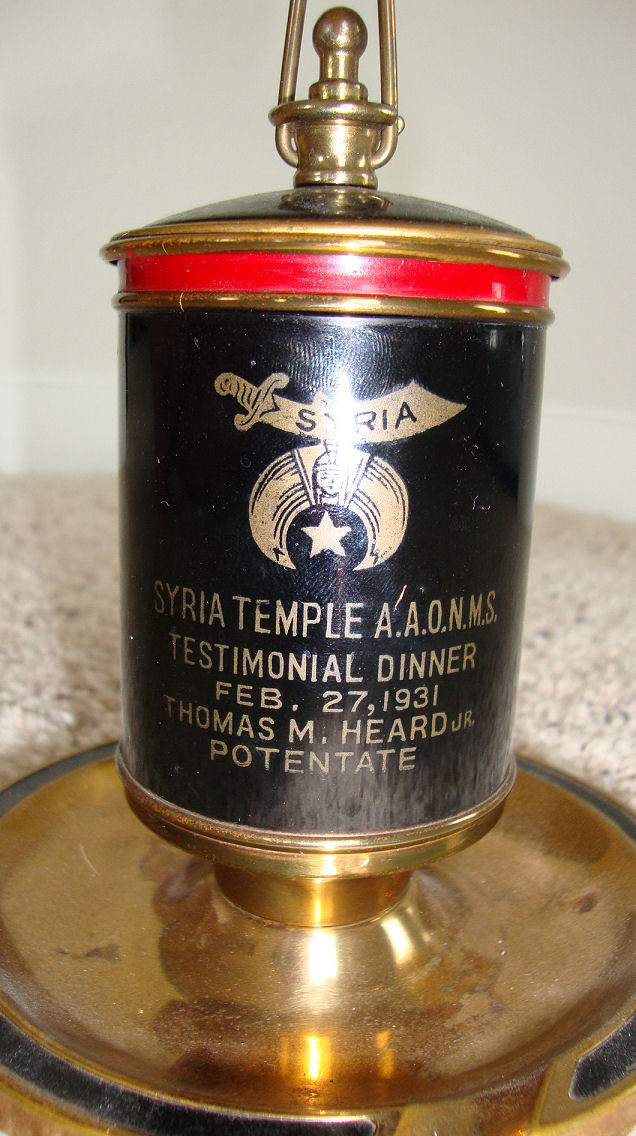 SYRIA
SYRIA TEMPLE A.A.O.N.M.S.
TESTIMONIAL DINNER
FEB. 27, 1931
THOMAS M. HEARD JR.
POTENTATE